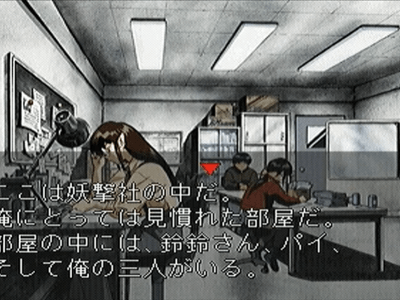 ここは妖撃社の中だ。
俺にとっては見慣れた部屋だ。
部屋の中には、鈴鈴さん、パイ、
そして俺の三人がいる。